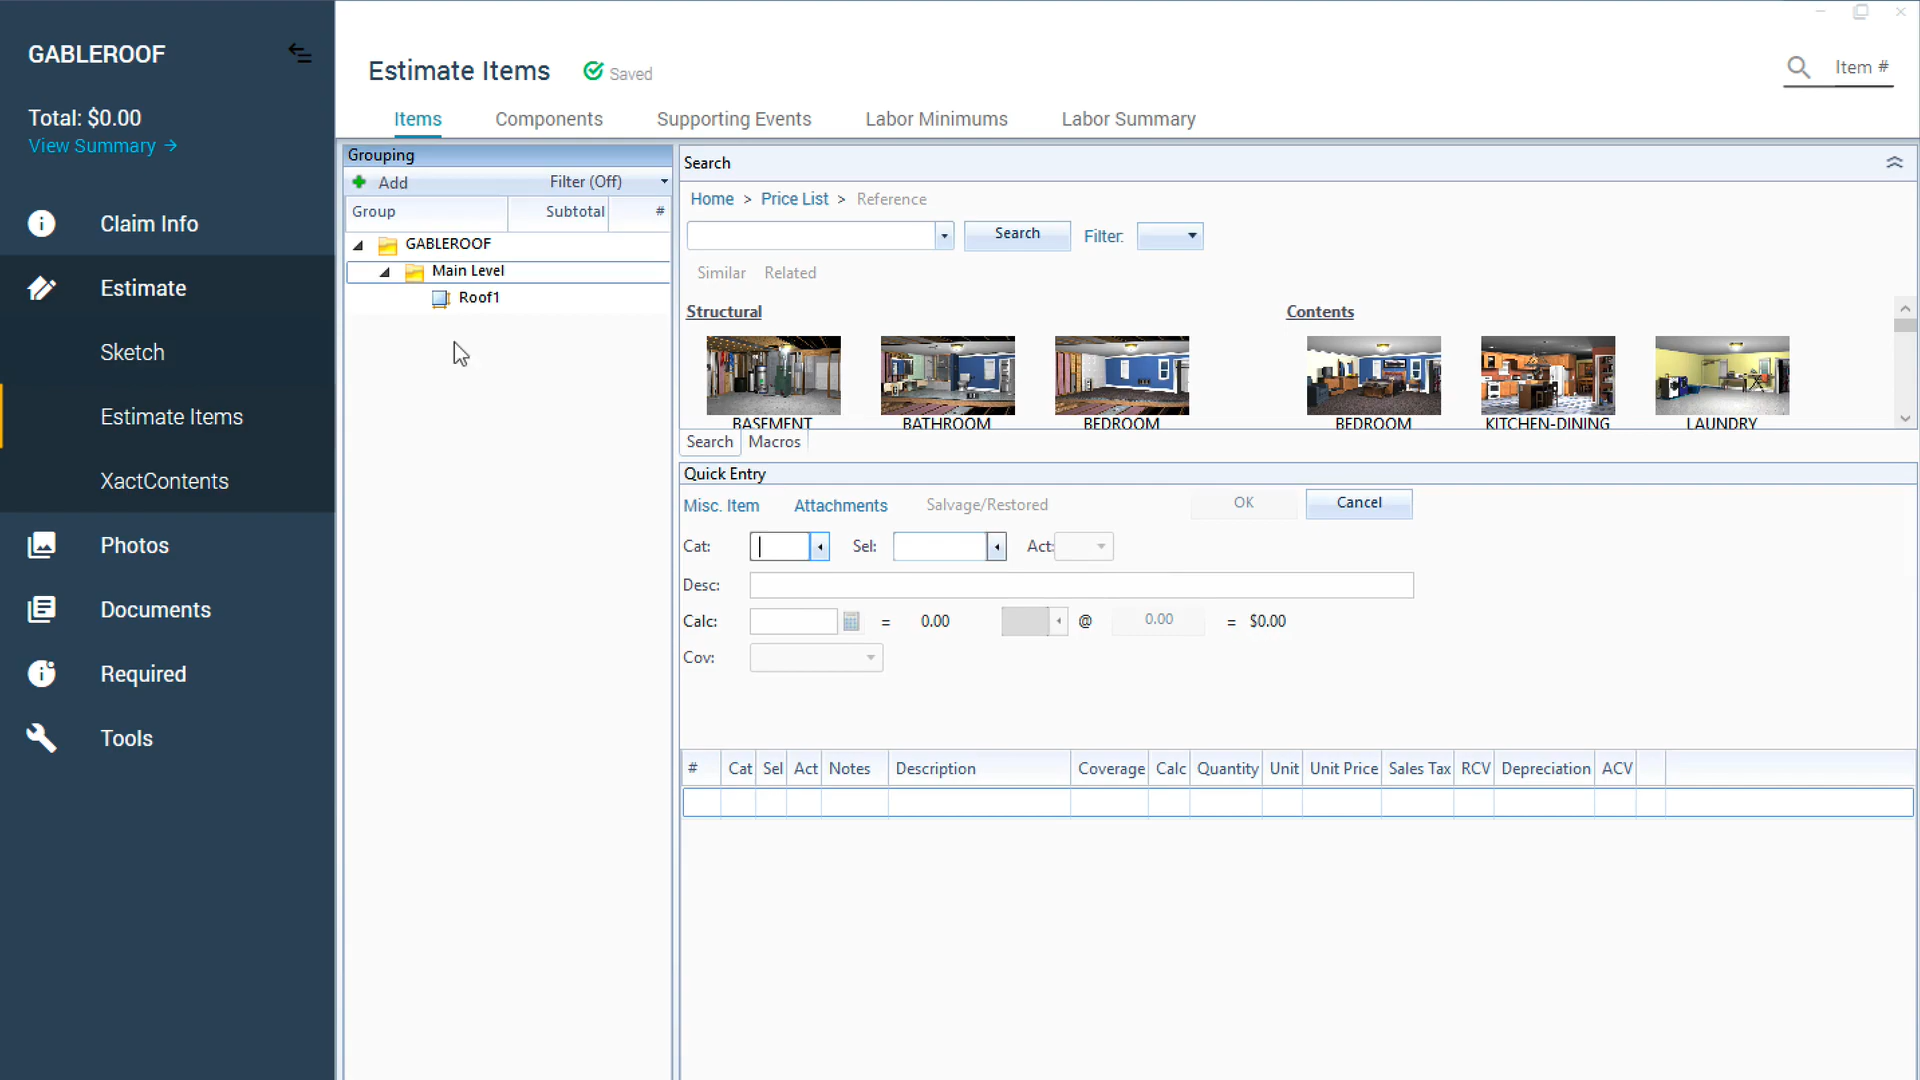 GABLEROOF
Total: $0.00
View Summary →
Claim Info
Estimate
Sketch
Estimate Items
XactContents
Photos
Documents
Required
Tools
Estimate Items Saved
Item #
Items Components Supporting Events Labor Minimums Labor Summary
Grouping
Add Filter (Off)
Group Subtotal #
GABLEROOF
Main Level
Roof1
Search
Home > Price List > Reference
Search Filter:
Similar Related
Structural Contents
BASEMENT BATHROOM BEDROOM BEDROOM KITCHEN-DINING LAUNDRY
Search Macros
Quick Entry
Misc. Item Attachments Salvage/Restored OK Cancel
Cat: Sel: Act:
Desc:
Calc: = 0.00 @ 0.00 = $0.00
Cov:
# Cat Sel Act Notes Description Coverage Calc Quantity Unit Unit Price Sales Tax RCV Depreciation ACV